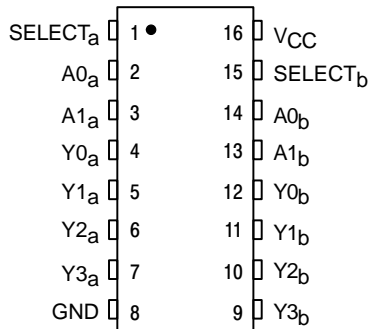 SELECTa 1 16 VCC
A0a 2 15 SELECTb
A1a 3 14 A0b
Y0a 4 13 A1b
Y1a 5 12 Y0b
Y2a 6 11 Y1b
Y3a 7 10 Y2b
GND 8 9 Y3b